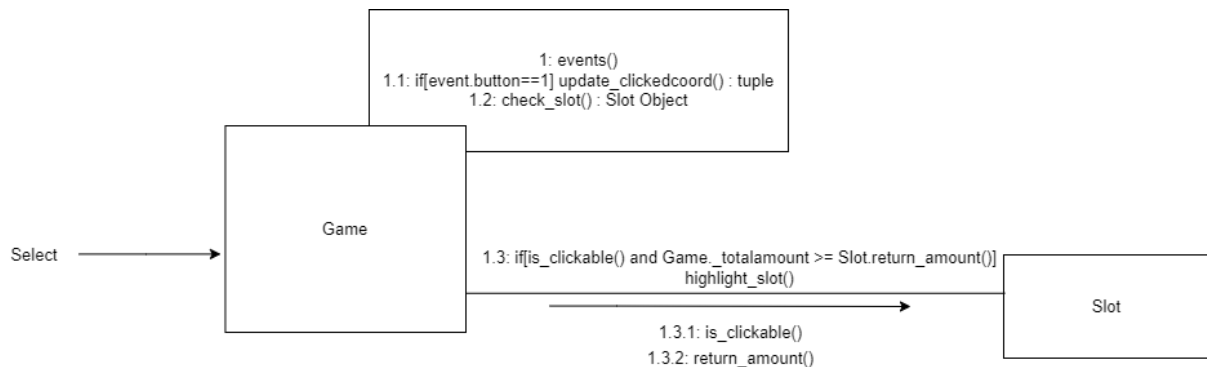 1: events()
1.1: if[event.button==1] update_clickedcoord() : tuple
1.2: check_slot() : Slot Object
Game
Select
1.3: if[is_clickable() and Game._totalamount >= Slot.return_amount()]
highlight_slot()
Slot
1.3.1: is_clickable()
1.3.2: return_amount()